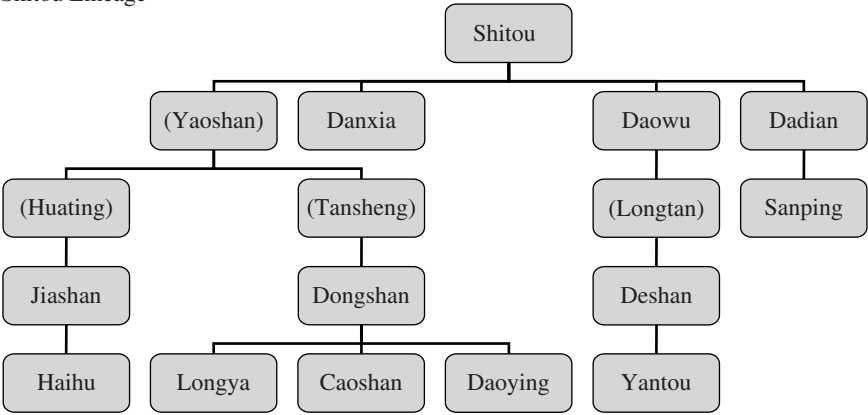 Shitou Lineage
Shitou
(Yaoshan) Danxia Daowu Dadian
(Huating) (Tansheng) (Longtan) Sanping
Jiashan Dongshan Deshan
Haihu Longya Caoshan Daoying Yantou